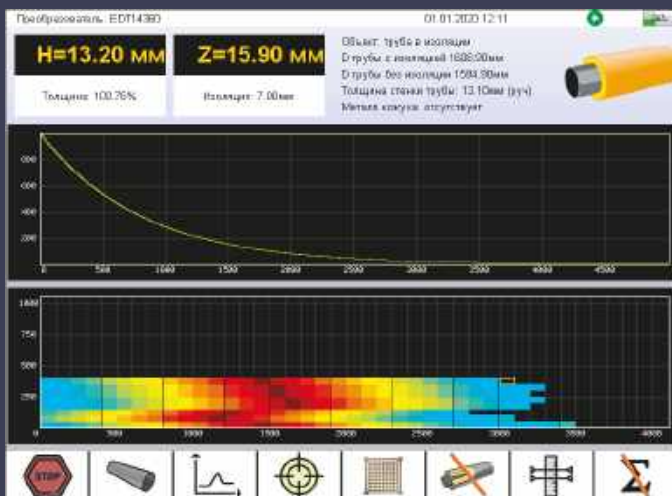 Преобразователь: EDT14360
01.01.2020 12:11
H=13.20 мм
Z=15.90 мм
Толщина: 100.76%
Изоляция: 7.00мм
Объект: труба в изоляции
D трубы с изоляцией 1608.90мм
D трубы без изоляции 1594.90мм
Толщина стенки трубы: 13.10мм (руч)
Металл кожуха: отсутствует
800
600
400
200
0 500 1000 1500 2000 2500 3000 3500 4000 4500
1000
750
500
250
0 500 1000 1500 2000 2500 3000 3500 4000
STOP